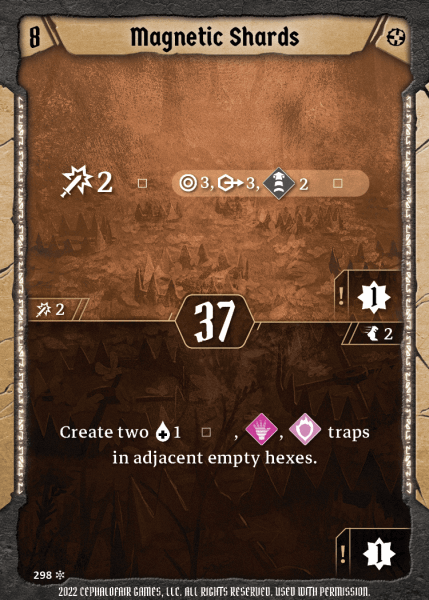 8
Magnetic Shards
2
3, 3, 2
! 1
2
37
2
Create two 1 , , traps
in adjacent empty hexes.
! 1
298
2022 CEPHALOFAIR GAMES, LLC. ALL RIGHTS RESERVED. USED WITH PERMISSION.